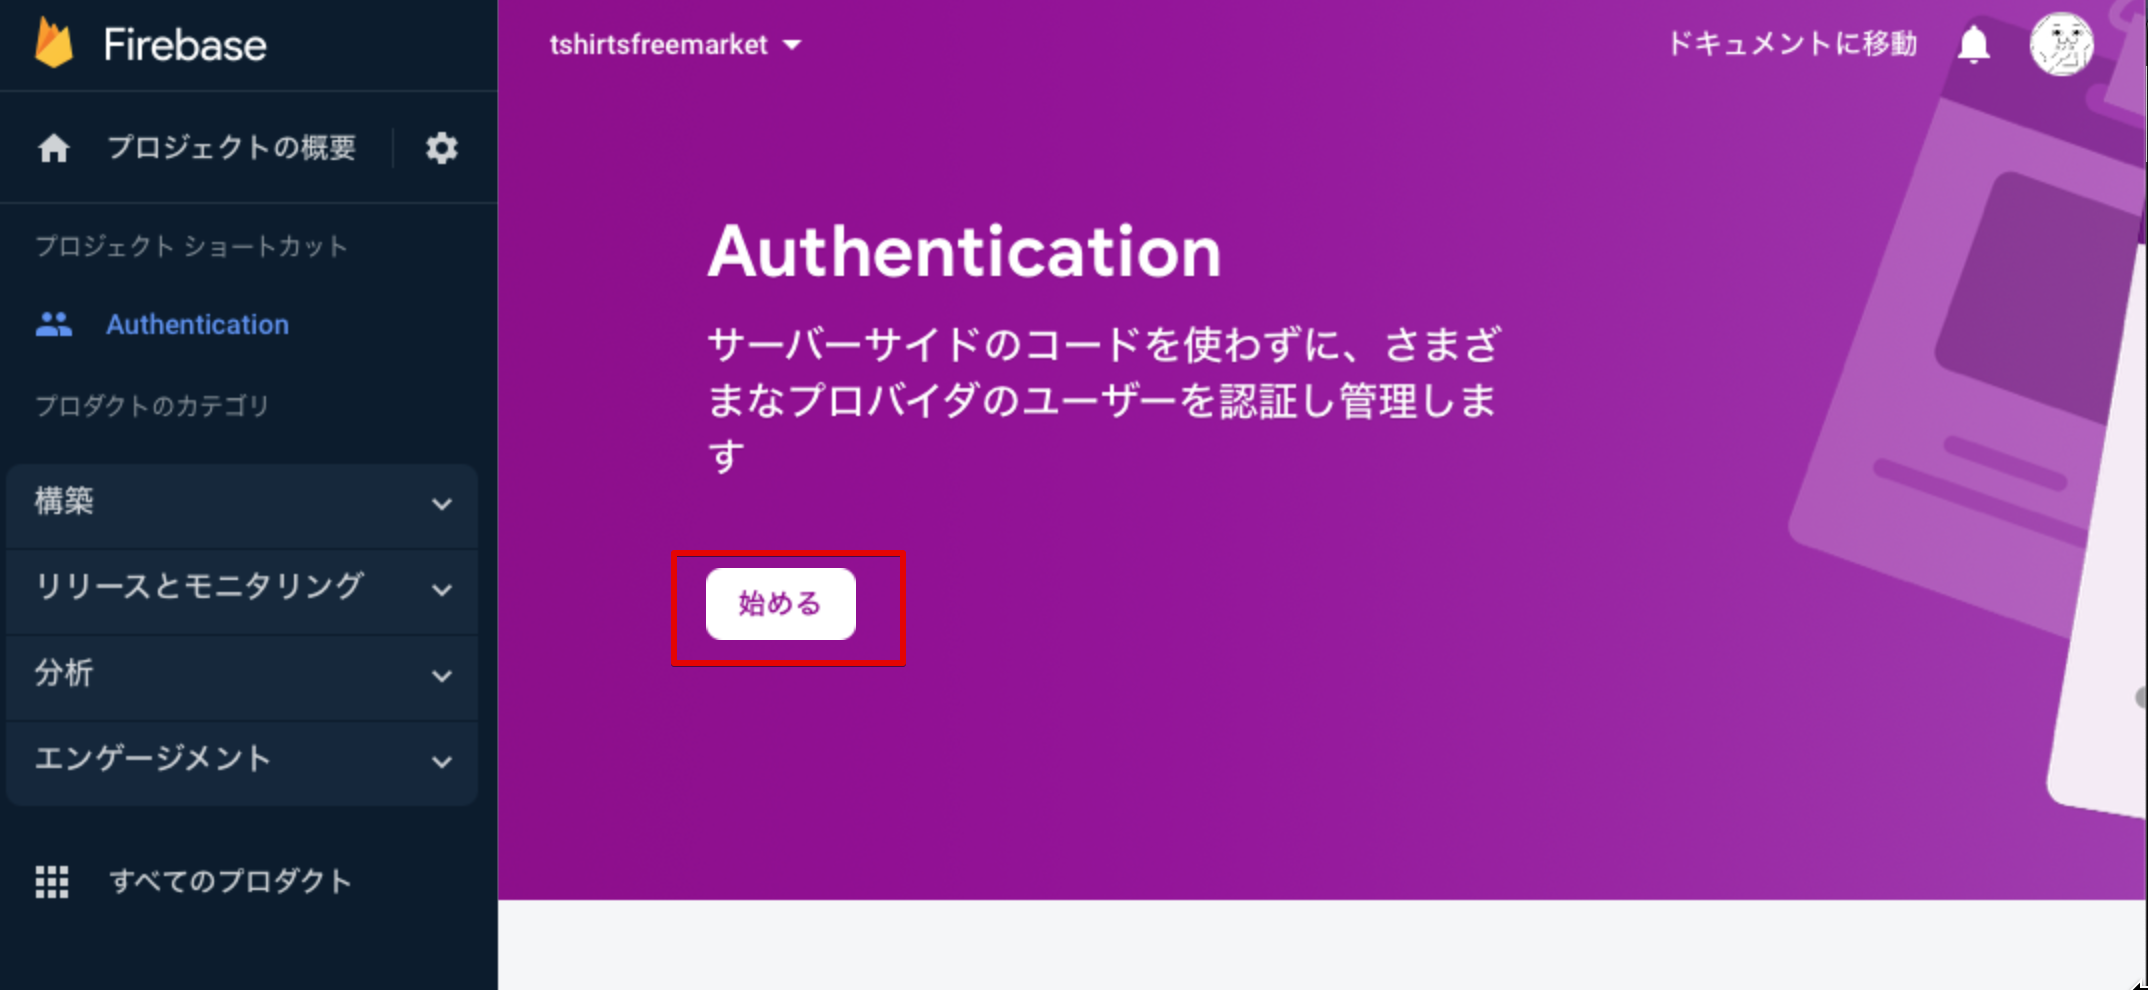 Firebase
プロジェクトの概要
プロジェクト ショートカット
Authentication
プロダクトのカテゴリ
構築
リリースとモニタリング
分析
エンゲージメント
すべてのプロダクト
tshirtsfreemarket
ドキュメントに移動
Authentication
サーバーサイドのコードを使わずに、さまざ
まなプロバイダのユーザーを認証し管理しま
す
始める